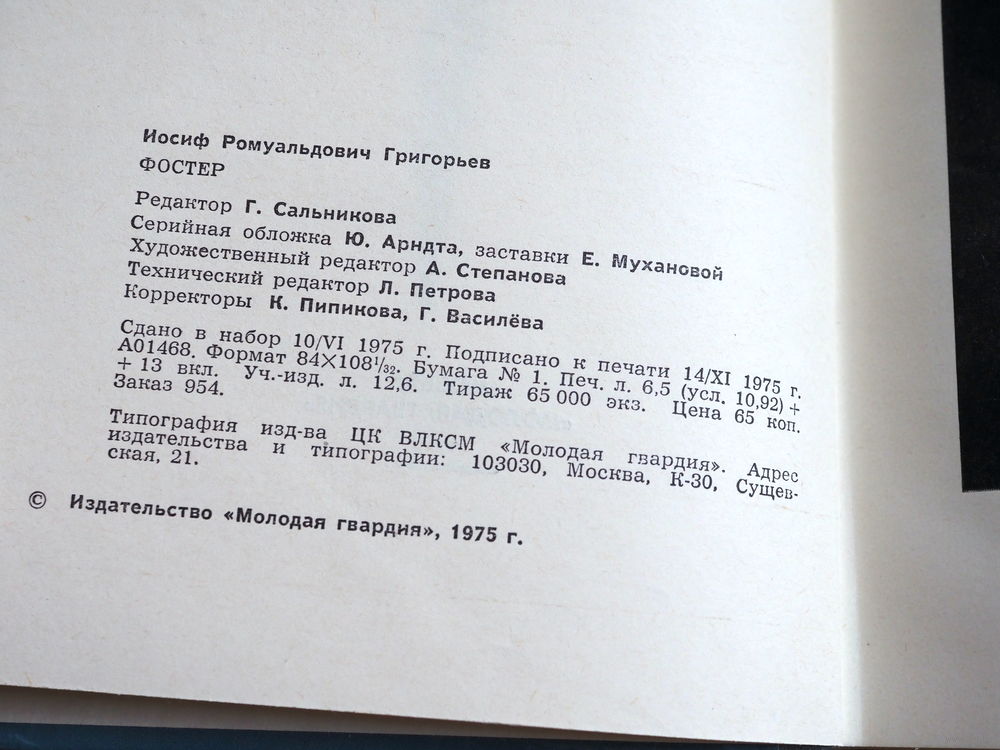 Иосиф Ромуальдович Григорьев
ФОСТЕР
Редактор Г. Сальникова
Серийная обложка Ю. Арндта, заставки Е. Мухановой
Художественный редактор А. Степанова
Технический редактор Л. Петрова
Корректоры К. Пипикова, Г. Василёва
Сдано в набор 10/VI 1975 г. Подписано к печати 14/XI 1975 г.
А01468. Формат 84×108¹/₃₂. Бумага № 1. Печ. л. 6,5 (усл. 10,92) +
+ 13 вкл. Уч.-изд. л. 12,6. Тираж 65 000 экз. Цена 65 коп.
Заказ 954.
Типография изд-ва ЦК ВЛКСМ «Молодая гвардия». Адрес
издательства и типографии: 103030, Москва, К-30, Сущев-
ская, 21.
© Издательство «Молодая гвардия», 1975 г.